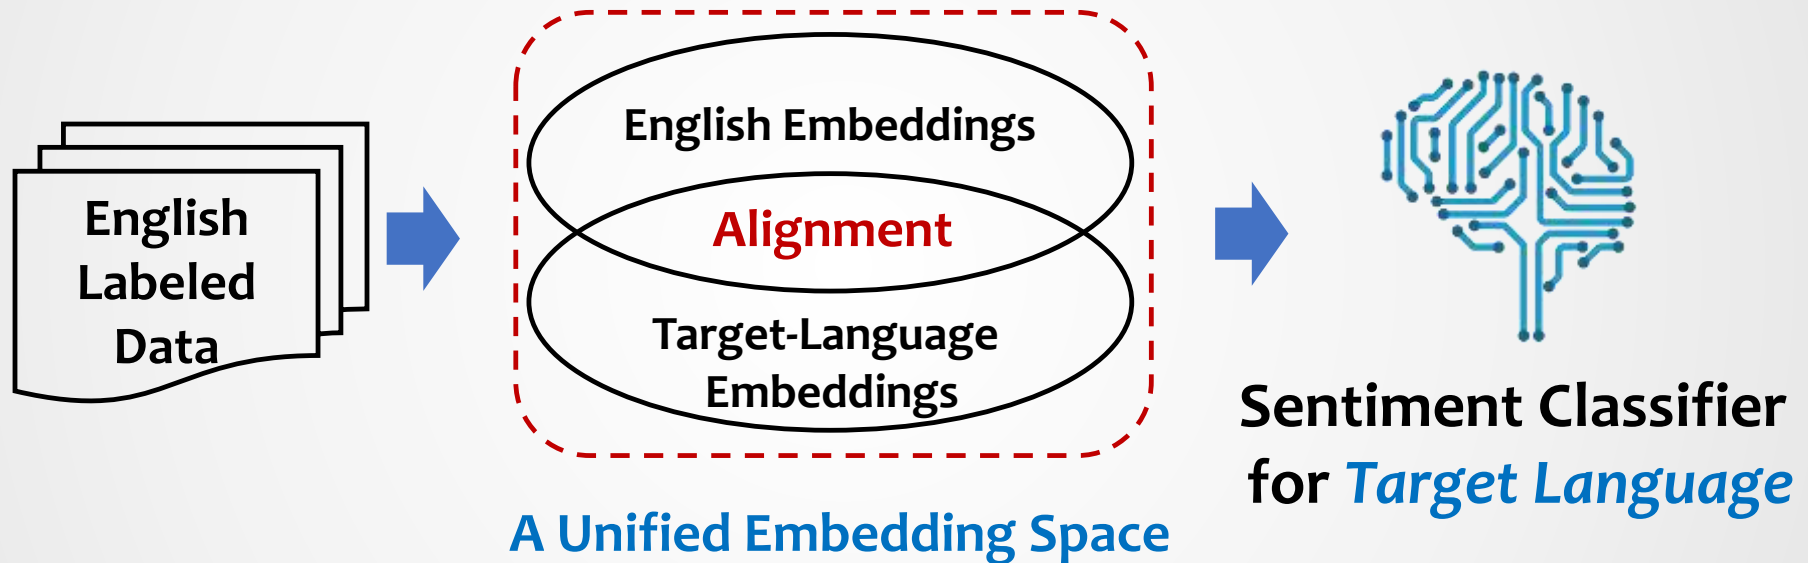 English
Labeled
Data
English Embeddings
Alignment
Target-Language
Embeddings
A Unified Embedding Space
Sentiment Classifier
for Target Language